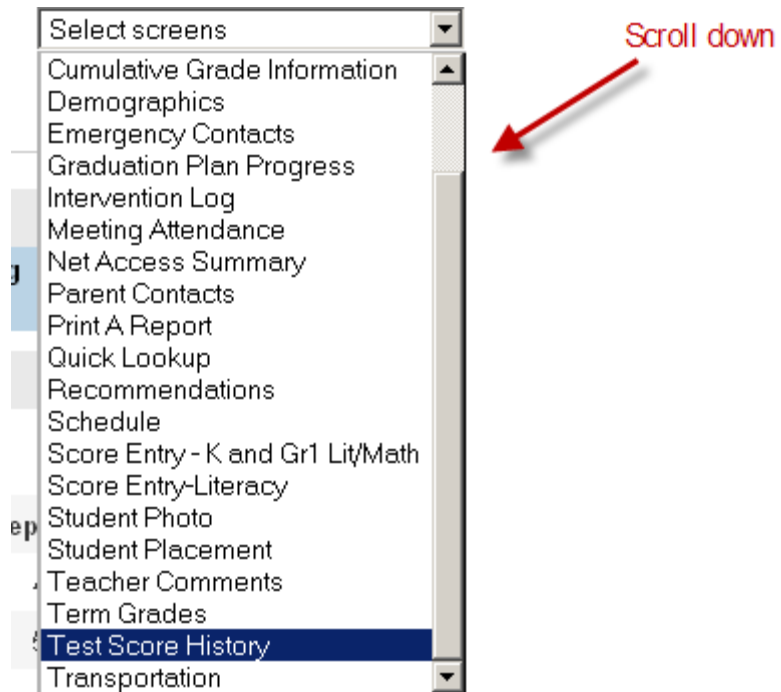 Select screens
Scroll down
Cumulative Grade Information
Demographics
Emergency Contacts
Graduation Plan Progress
Intervention Log
Meeting Attendance
Net Access Summary
Parent Contacts
Print A Report
Quick Lookup
Recommendations
Schedule
Score Entry - K and Gr1 Lit/Math
Score Entry-Literacy
Student Photo
Student Placement
Teacher Comments
Term Grades
Test Score History
Transportation
g
ep